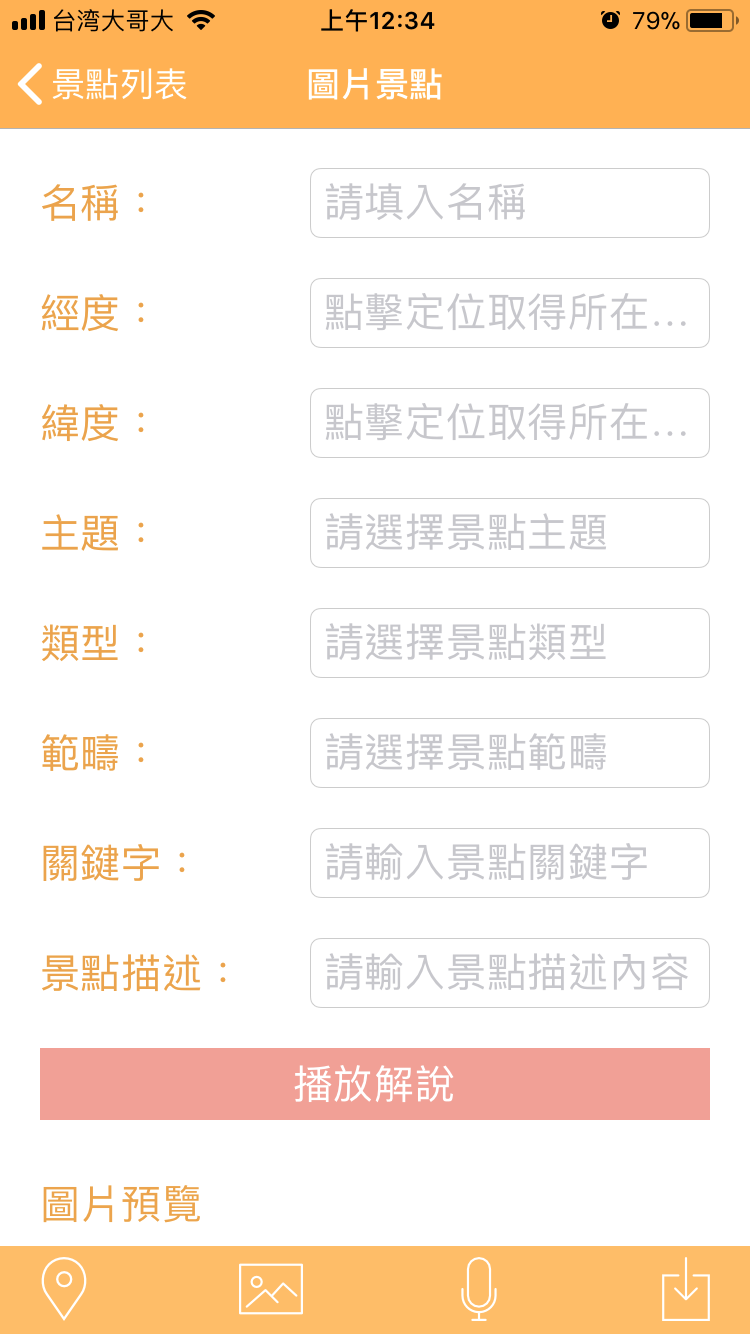 台湾大哥大 上午12:34 79%
景點列表 圖片景點
名稱： 請填入名稱
經度： 點擊定位取得所在...
緯度： 點擊定位取得所在...
主題： 請選擇景點主題
類型： 請選擇景點類型
範疇： 請選擇景點範疇
關鍵字： 請輸入景點關鍵字
景點描述： 請輸入景點描述內容
播放解說
圖片預覽